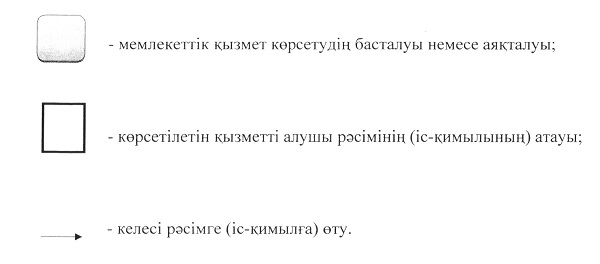 - мемлекеттік қызмет көрсетудің басталуы немесе аяқталуы;
- көрсетілетін қызметті алушы рәсімінің (іс-қимылының) атауы;
- келесі рәсімге (іс-қимылға) өту.